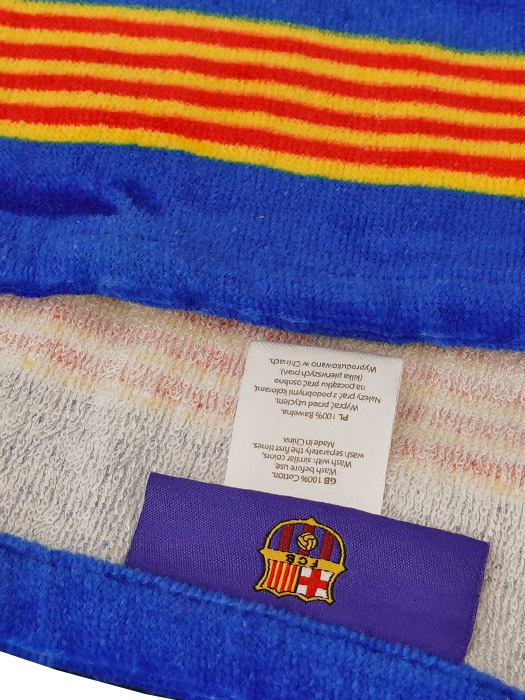 FCB
GB 100% Cotton.
Wash before use.
Wash with similar colors,
wash separately the first times.
Made in China.
PL 100% Bawełna.
Wyprać przed użyciem.
Należy prać z podobnymi kolorami,
na początku prać osobno
(kilka pierwszych prań).
Wyprodukowano w Chinach.